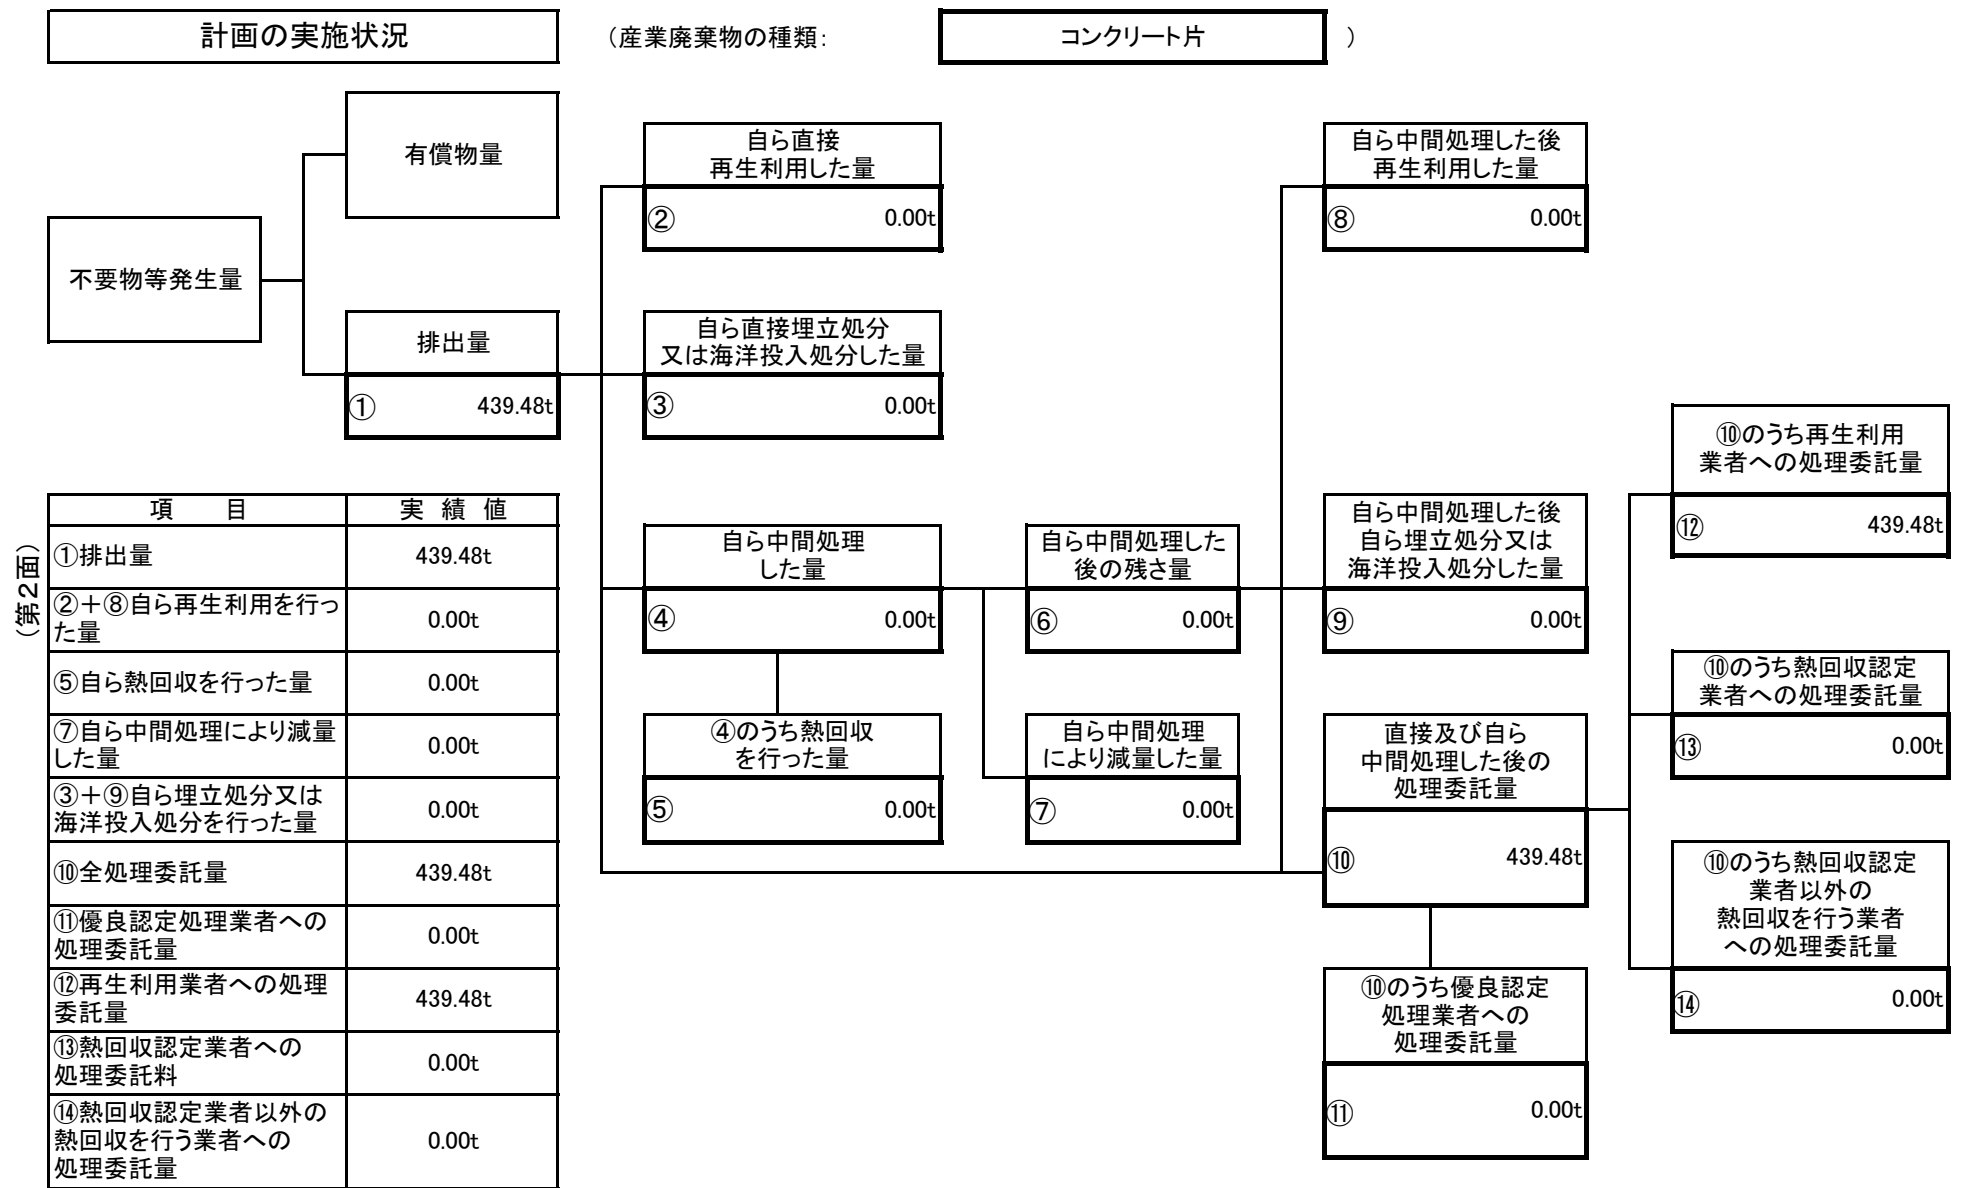 計画の実施状況
（産業廃棄物の種類：
コンクリート片
）
有償物量
不要物等発生量
排出量
① 439.48t
自ら直接
再生利用した量
② 0.00t
自ら直接埋立処分
又は海洋投入処分した量
③ 0.00t
自ら中間処理
した量
④ 0.00t
④のうち熱回収
を行った量
⑤ 0.00t
自ら中間処理した
後の残さ量
⑥ 0.00t
自ら中間処理
により減量した量
⑦ 0.00t
自ら中間処理した後
再生利用した量
⑧ 0.00t
自ら中間処理した後
自ら埋立処分又は
海洋投入処分した量
⑨ 0.00t
直接及び自ら
中間処理した後の
処理委託量
⑩ 439.48t
⑩のうち優良認定
処理業者への
処理委託量
⑪ 0.00t
⑩のうち再生利用
業者への処理委託量
⑫ 439.48t
⑩のうち熱回収認定
業者への処理委託量
⑬ 0.00t
⑩のうち熱回収認定
業者以外の
熱回収を行う業者
への処理委託量
⑭ 0.00t
（第２面）
項　目 実績値
①排出量 439.48t
②＋⑧自ら再生利用を行っ
た量 0.00t
⑤自ら熱回収を行った量 0.00t
⑦自ら中間処理により減量
した量 0.00t
③＋⑨自ら埋立処分又は
海洋投入処分を行った量 0.00t
⑩全処理委託量 439.48t
⑪優良認定処理業者への
処理委託量 0.00t
⑫再生利用業者への処理
委託量 439.48t
⑬熱回収認定業者への
処理委託料 0.00t
⑭熱回収認定業者以外の
熱回収を行う業者への
処理委託量 0.00t